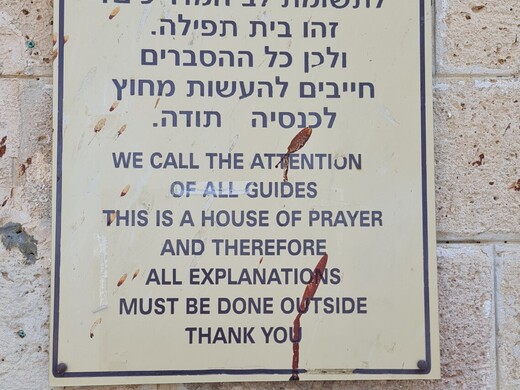 זהו בית תפילה.
ולכן כל ההסברים
חייבים להעשות מחוץ
לכנסיה תודה.
WE CALL THE ATTENTION
OF ALL GUIDES
THIS IS A HOUSE OF PRAYER
AND THEREFORE
ALL EXPLANATIONS
MUST BE DONE OUTSIDE
THANK YOU